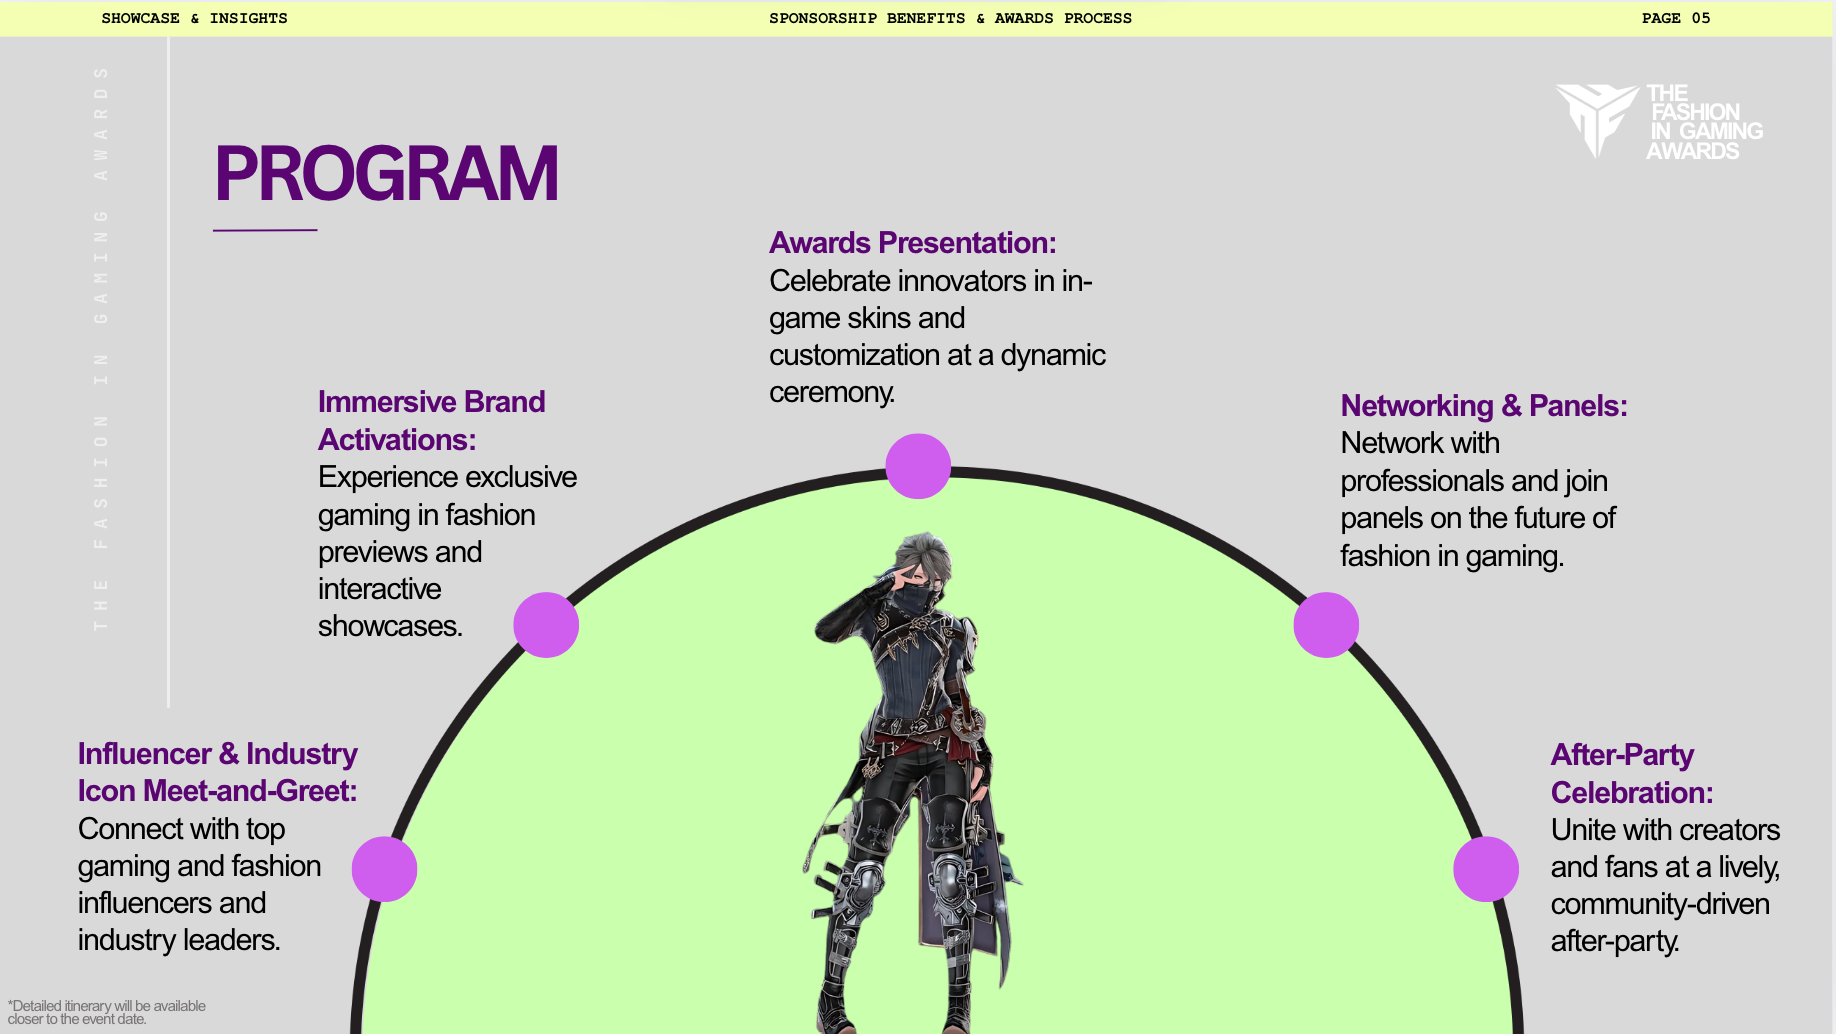 SHOWCASE & INSIGHTS
SPONSORSHIP BENEFITS & AWARDS PROCESS
PAGE 05
THE FASHION IN GAMING AWARDS
THE
FASHION
IN GAMING
AWARDS
PROGRAM
Awards Presentation:
Celebrate innovators in in-
game skins and
customization at a dynamic
ceremony.
Immersive Brand
Activations:
Experience exclusive
gaming in fashion
previews and
interactive
showcases.
Networking & Panels:
Network with
professionals and join
panels on the future of
fashion in gaming.
Influencer & Industry
Icon Meet-and-Greet:
Connect with top
gaming and fashion
influencers and
industry leaders.
After-Party
Celebration:
Unite with creators
and fans at a lively,
community-driven
after-party.
*Detailed itinerary will be available
closer to the event date.